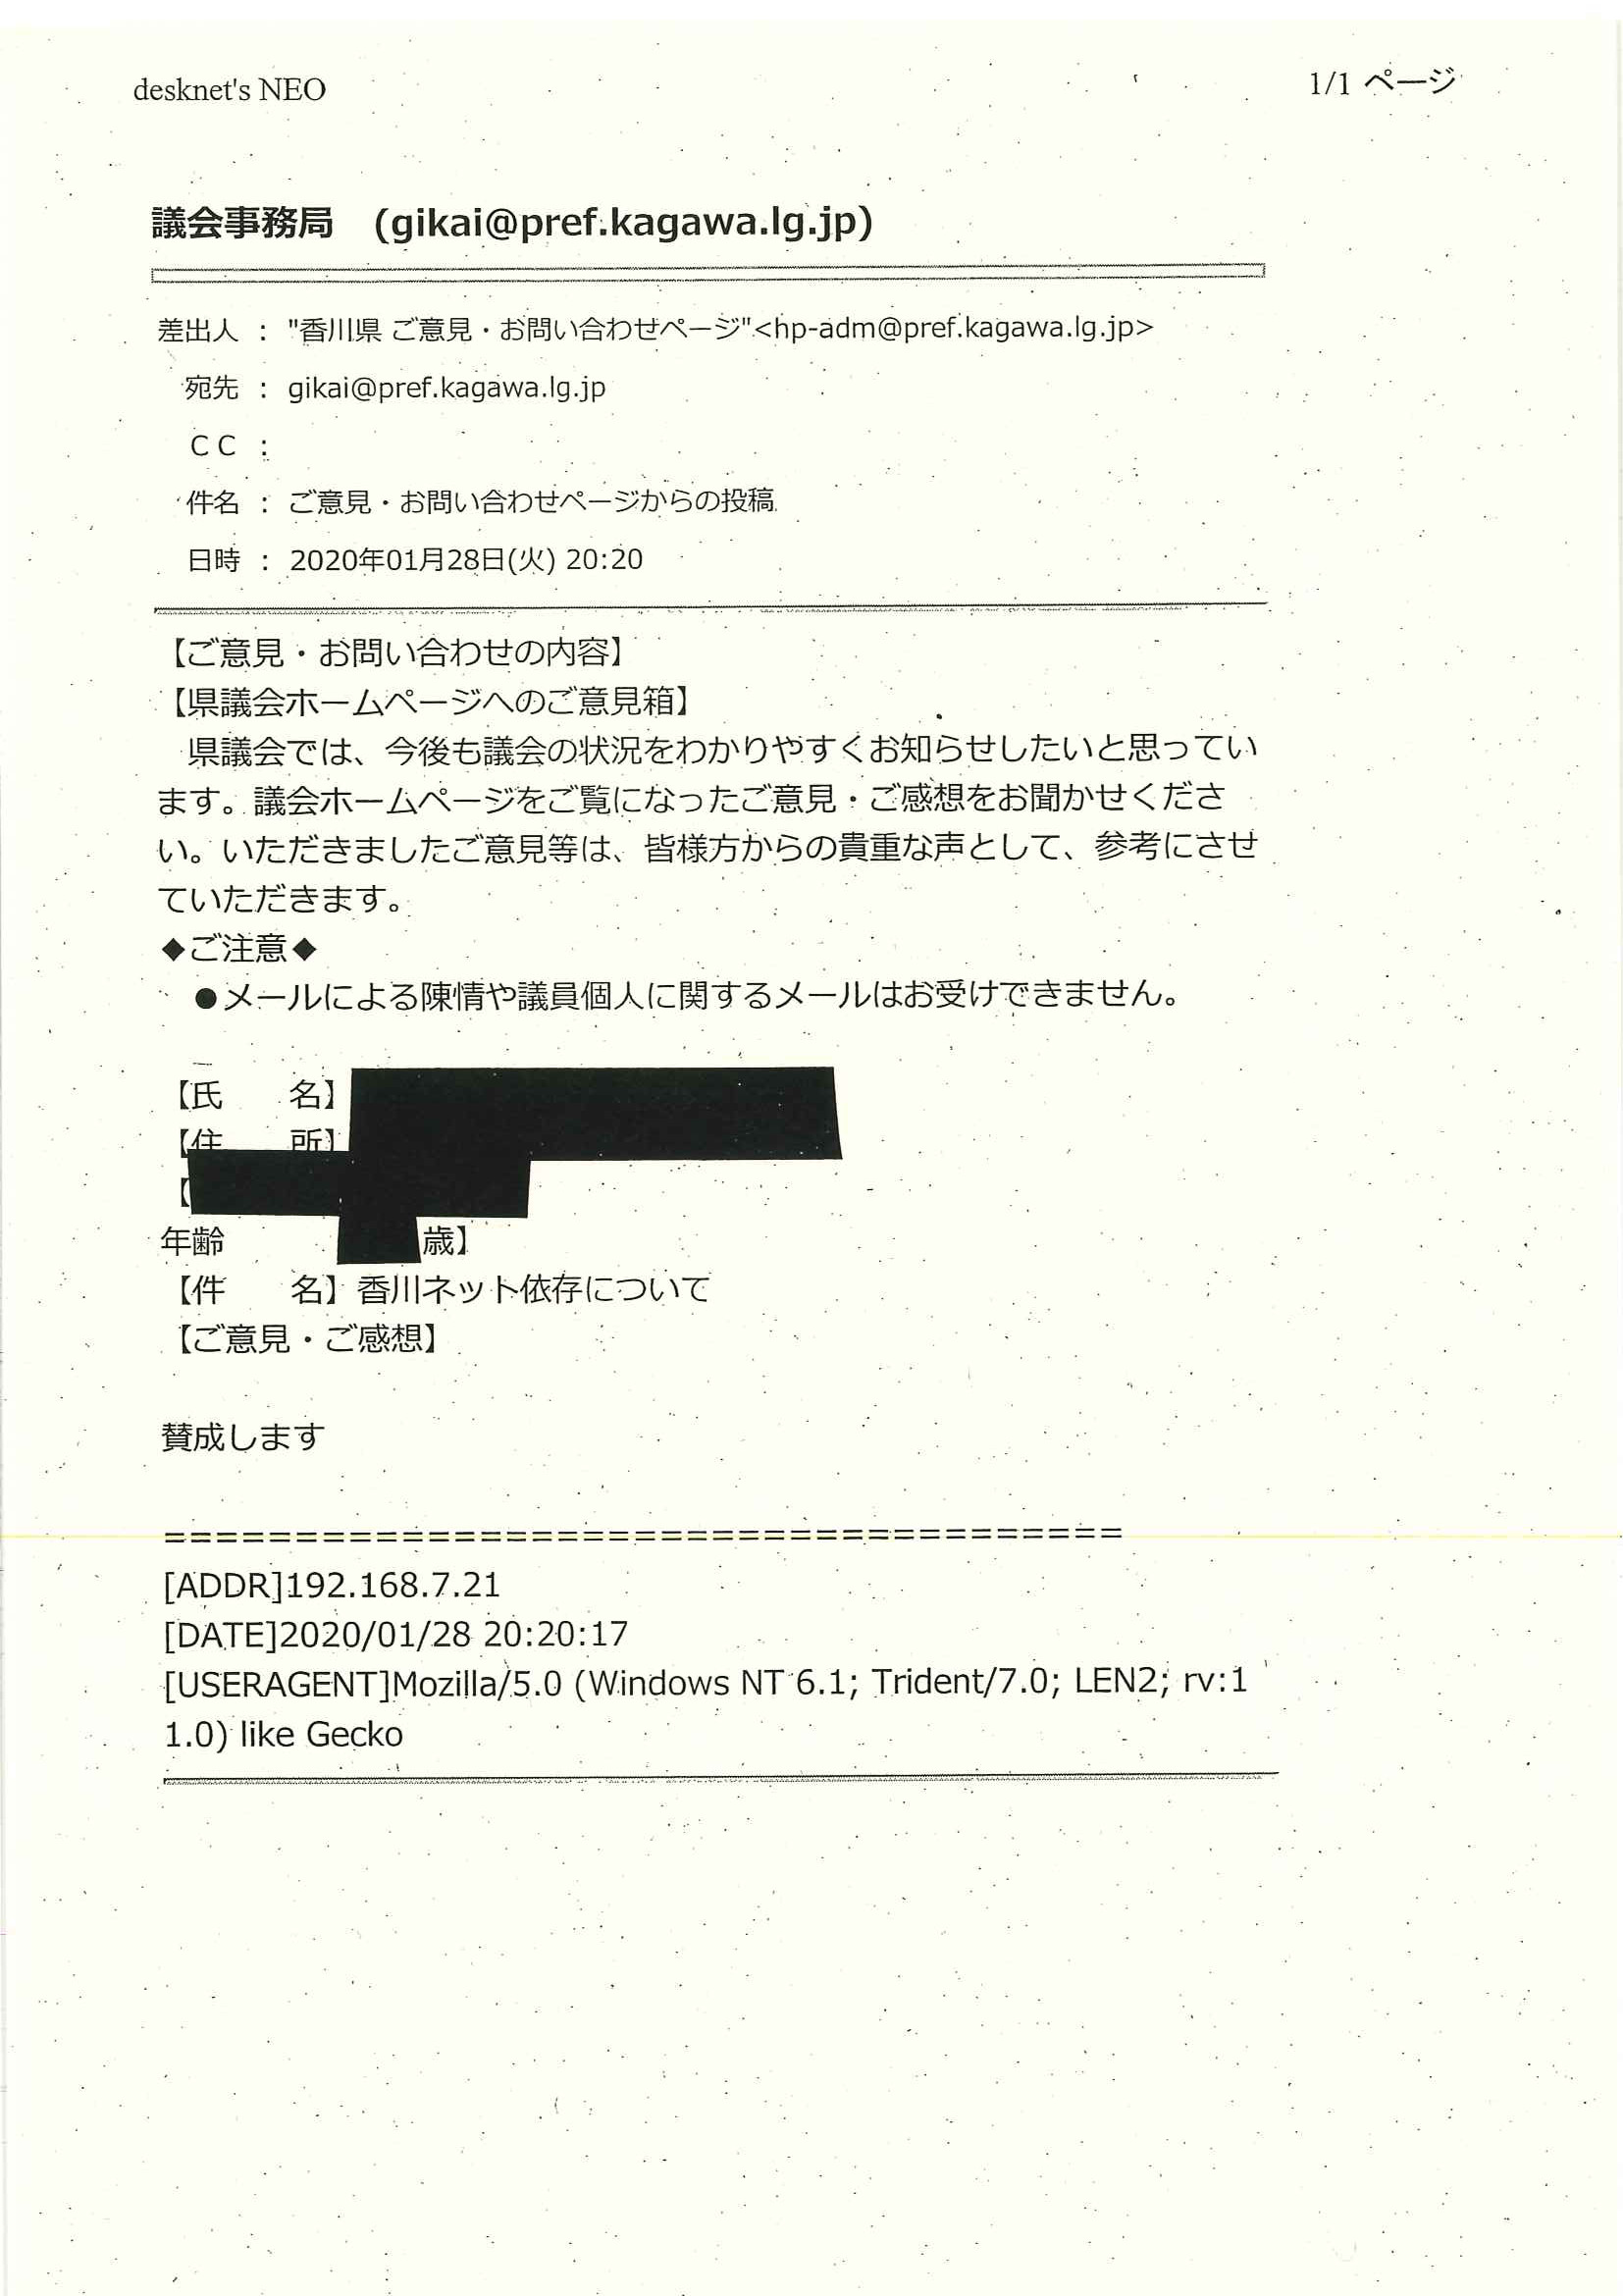 desknet's NEO
1/1 ページ
議会事務局　(gikai@pref.kagawa.lg.jp)
差出人 ： "香川県 ご意見・お問い合わせページ"<hp-adm@pref.kagawa.lg.jp>
宛先 ： gikai@pref.kagawa.lg.jp
ＣＣ ：
件名 ： ご意見・お問い合わせページからの投稿
日時 ： 2020年01月28日(火) 20:20
【ご意見・お問い合わせの内容】
【県議会ホームページへのご意見箱】
　県議会では、今後も議会の状況をわかりやすくお知らせしたいと思ってい
ます。議会ホームページをご覧になったご意見・ご感想をお聞かせくださ
い。いただきましたご意見等は、皆様方からの貴重な声として、参考にさせ
ていただきます。
◆ご注意◆
　●メールによる陳情や議員個人に関するメールはお受けできません。
【氏　　名】
【住　　所】
【
年齢　　　　　　歳】
【件　　名】香川ネット依存について
【ご意見・ご感想】
賛成します
=====================================
[ADDR]192.168.7.21
[DATE]2020/01/28 20:20:17
[USERAGENT]Mozilla/5.0 (Windows NT 6.1; Trident/7.0; LEN2; rv:1
1.0) like Gecko